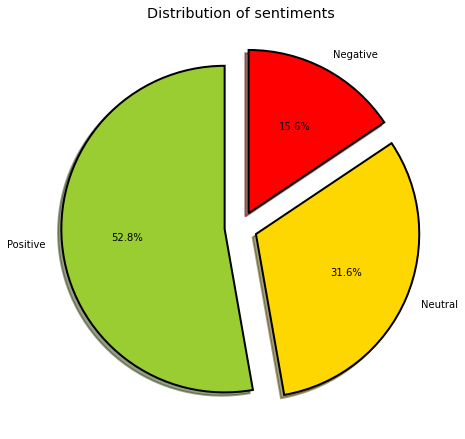 Distribution of sentiments
Negative
15.6%
Positive
52.8%
31.6%
Neutral